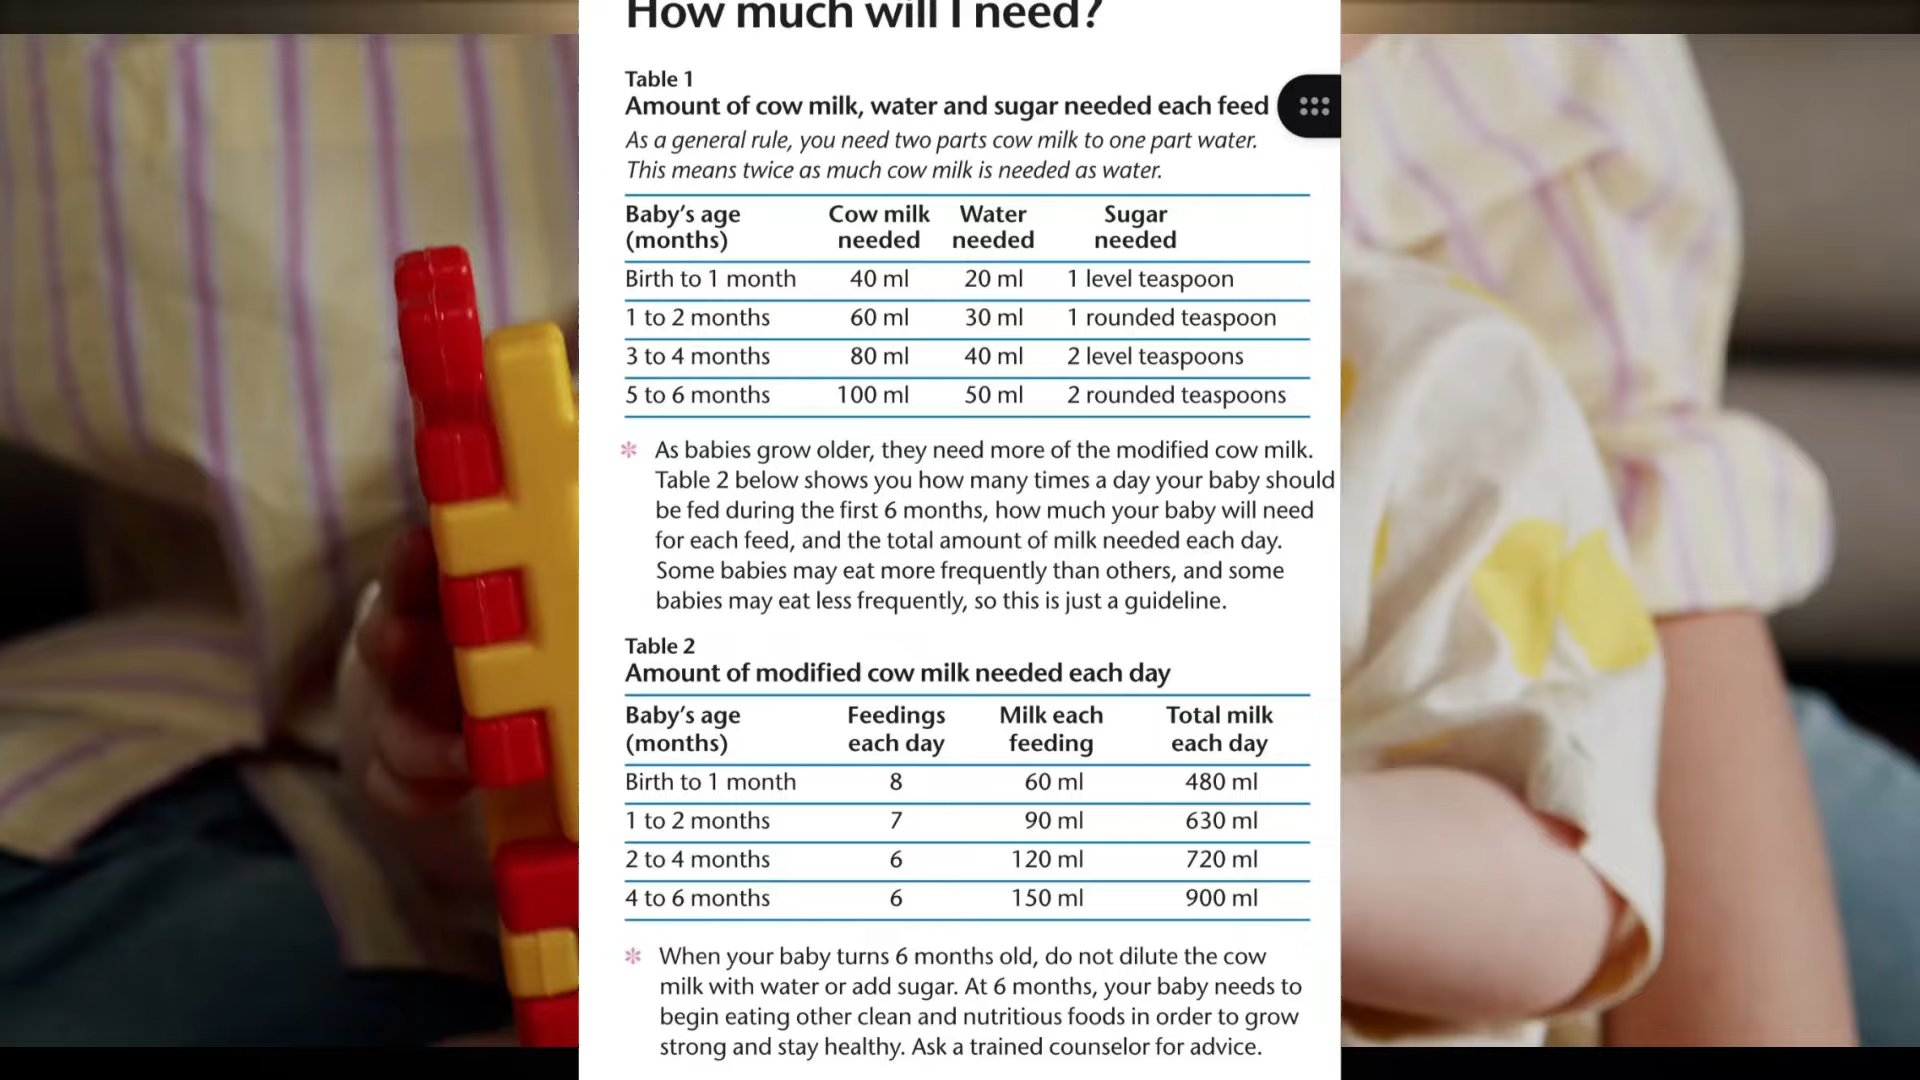 How much will I need?
Table 1
Amount of cow milk, water and sugar needed each feed
As a general rule, you need two parts cow milk to one part water.
This means twice as much cow milk is needed as water.
Baby's age (months) Cow milk needed Water needed Sugar needed
Birth to 1 month 40 ml 20 ml 1 level teaspoon
1 to 2 months 60 ml 30 ml 1 rounded teaspoon
3 to 4 months 80 ml 40 ml 2 level teaspoons
5 to 6 months 100 ml 50 ml 2 rounded teaspoons
* As babies grow older, they need more of the modified cow milk.
Table 2 below shows you how many times a day your baby should
be fed during the first 6 months, how much your baby will need
for each feed, and the total amount of milk needed each day.
Some babies may eat more frequently than others, and some
babies may eat less frequently, so this is just a guideline.
Table 2
Amount of modified cow milk needed each day
Baby's age (months) Feedings each day Milk each feeding Total milk each day
Birth to 1 month 8 60 ml 480 ml
1 to 2 months 7 90 ml 630 ml
2 to 4 months 6 120 ml 720 ml
4 to 6 months 6 150 ml 900 ml
* When your baby turns 6 months old, do not dilute the cow
milk with water or add sugar. At 6 months, your baby needs to
begin eating other clean and nutritious foods in order to grow
strong and stay healthy. Ask a trained counselor for advice.